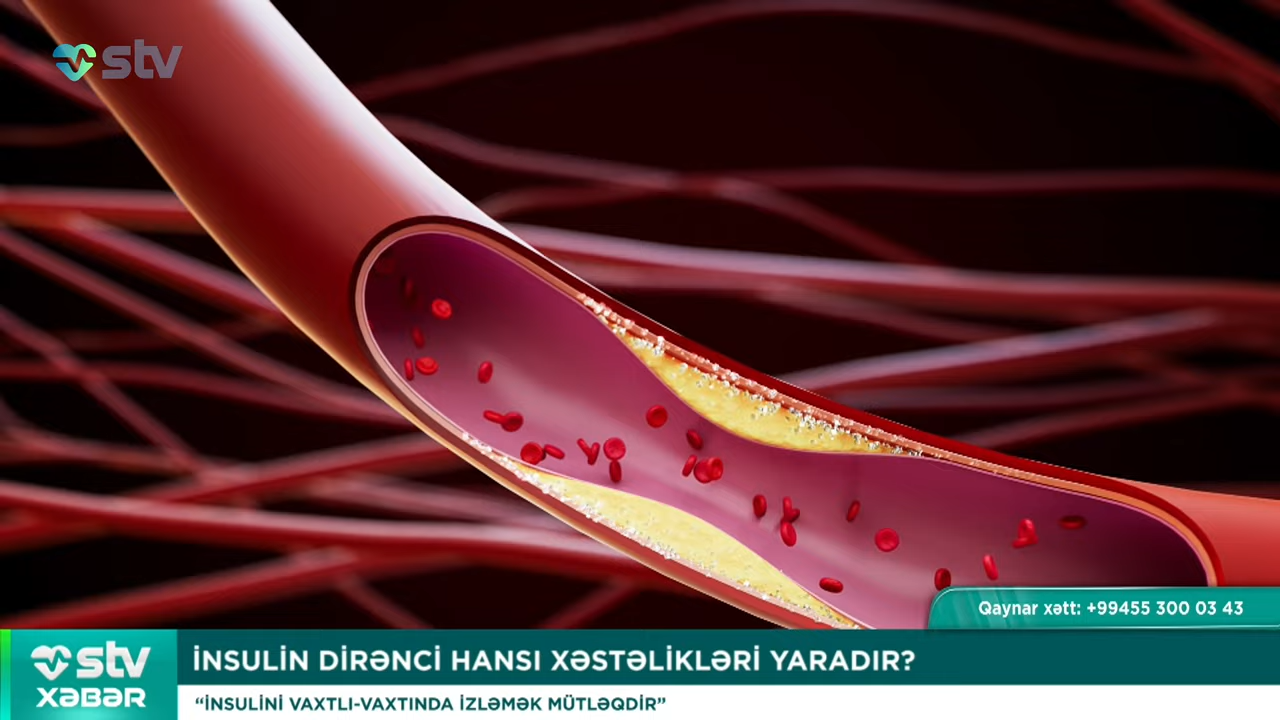 stv
Qaynar xətt: +99455 300 03 43
stv
XƏBƏR
İNSULİN DİRƏNCİ HANSI XƏSTƏLİKLƏRİ YARADIR?
“İNSULİNİ VAXTLI-VAXTINDA İZLƏMƏK MÜTLƏQDİR”